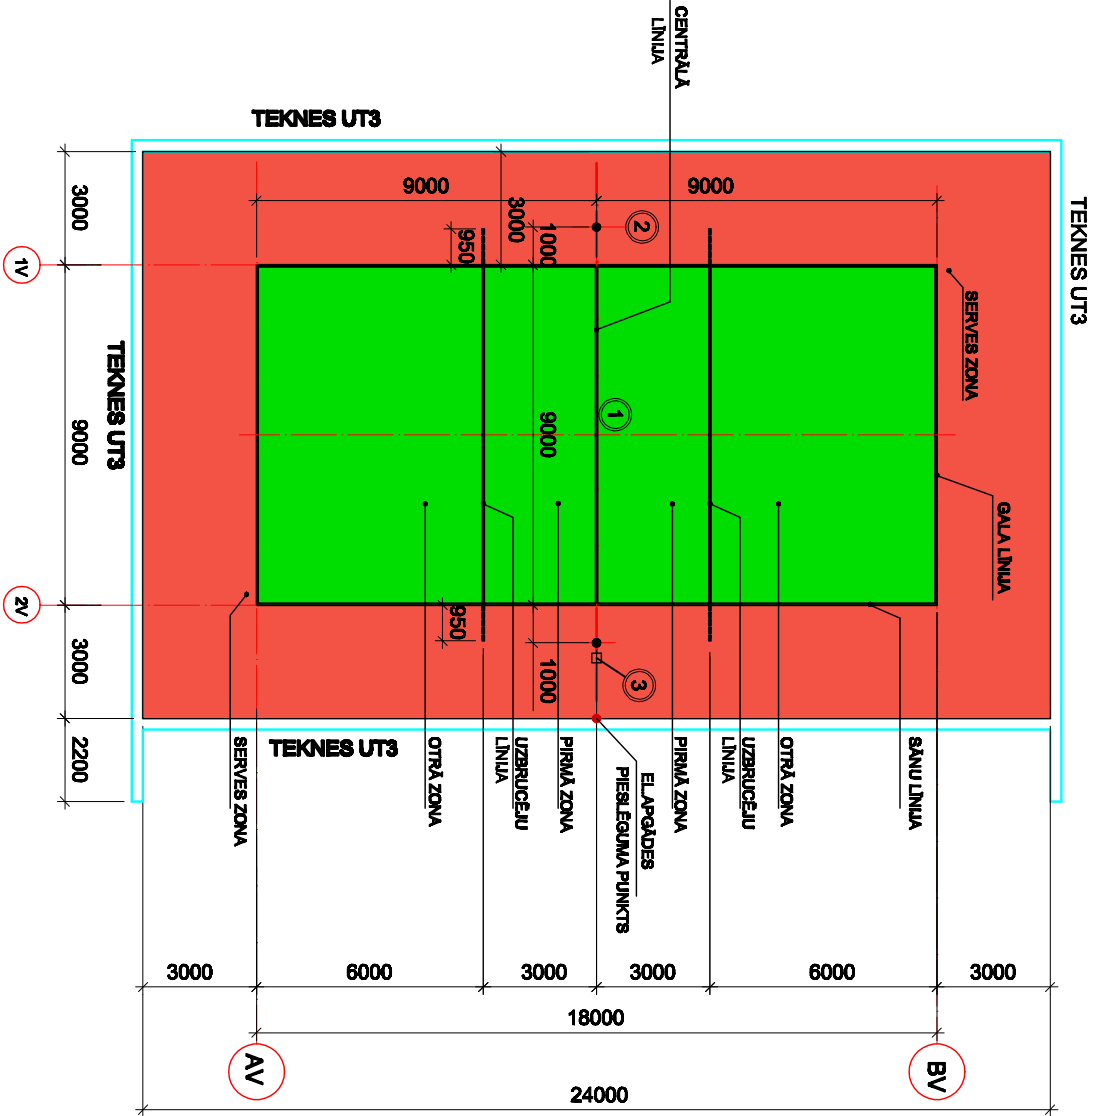 CENTRĀLĀ
LĪNIJA
TEKNES UT3
TEKNES UT3
3000
9000
9000
3000
1000
950
2
SERVES ZONA
1V
TEKNES UT3
9000
9000
1
GALA LĪNIJA
2V
3000
950
1000
3
2200
TEKNES UT3
SERVES ZONA
OTRĀ ZONA
UZBRUCĒJU
LĪNIJA
PIRMĀ ZONA
EL.APGĀDES
PIESLĒGUMA PUNKTS
PIRMĀ ZONA
UZBRUCĒJU
LĪNIJA
OTRĀ ZONA
SĀNU LĪNIJA
3000
6000
3000
3000
6000
3000
18000
AV
BV
24000